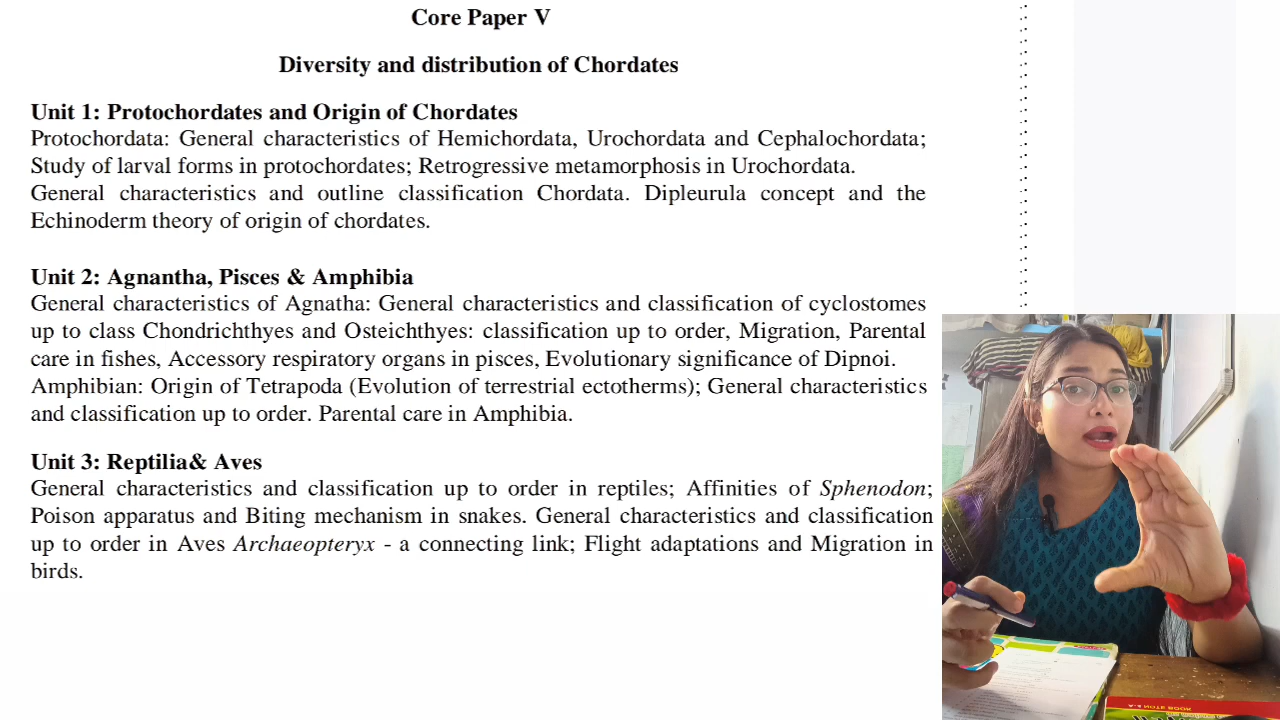 Core Paper V
Diversity and distribution of Chordates
Unit 1: Protochordates and Origin of Chordates
Protochordata: General characteristics of Hemichordata, Urochordata and Cephalochordata;
Study of larval forms in protochordates; Retrogressive metamorphosis in Urochordata.
General characteristics and outline classification Chordata. Dipleurula concept and the
Echinoderm theory of origin of chordates.
Unit 2: Agnantha, Pisces & Amphibia
General characteristics of Agnatha: General characteristics and classification of cyclostomes
up to class Chondrichthyes and Osteichthyes: classification up to order, Migration, Parental
care in fishes, Accessory respiratory organs in pisces, Evolutionary significance of Dipnoi.
Amphibian: Origin of Tetrapoda (Evolution of terrestrial ectotherms); General characteristics
and classification up to order. Parental care in Amphibia.
Unit 3: Reptilia& Aves
General characteristics and classification up to order in reptiles; Affinities of Sphenodon;
Poison apparatus and Biting mechanism in snakes. General characteristics and classification
up to order in Aves Archaeopteryx - a connecting link; Flight adaptations and Migration in
birds.